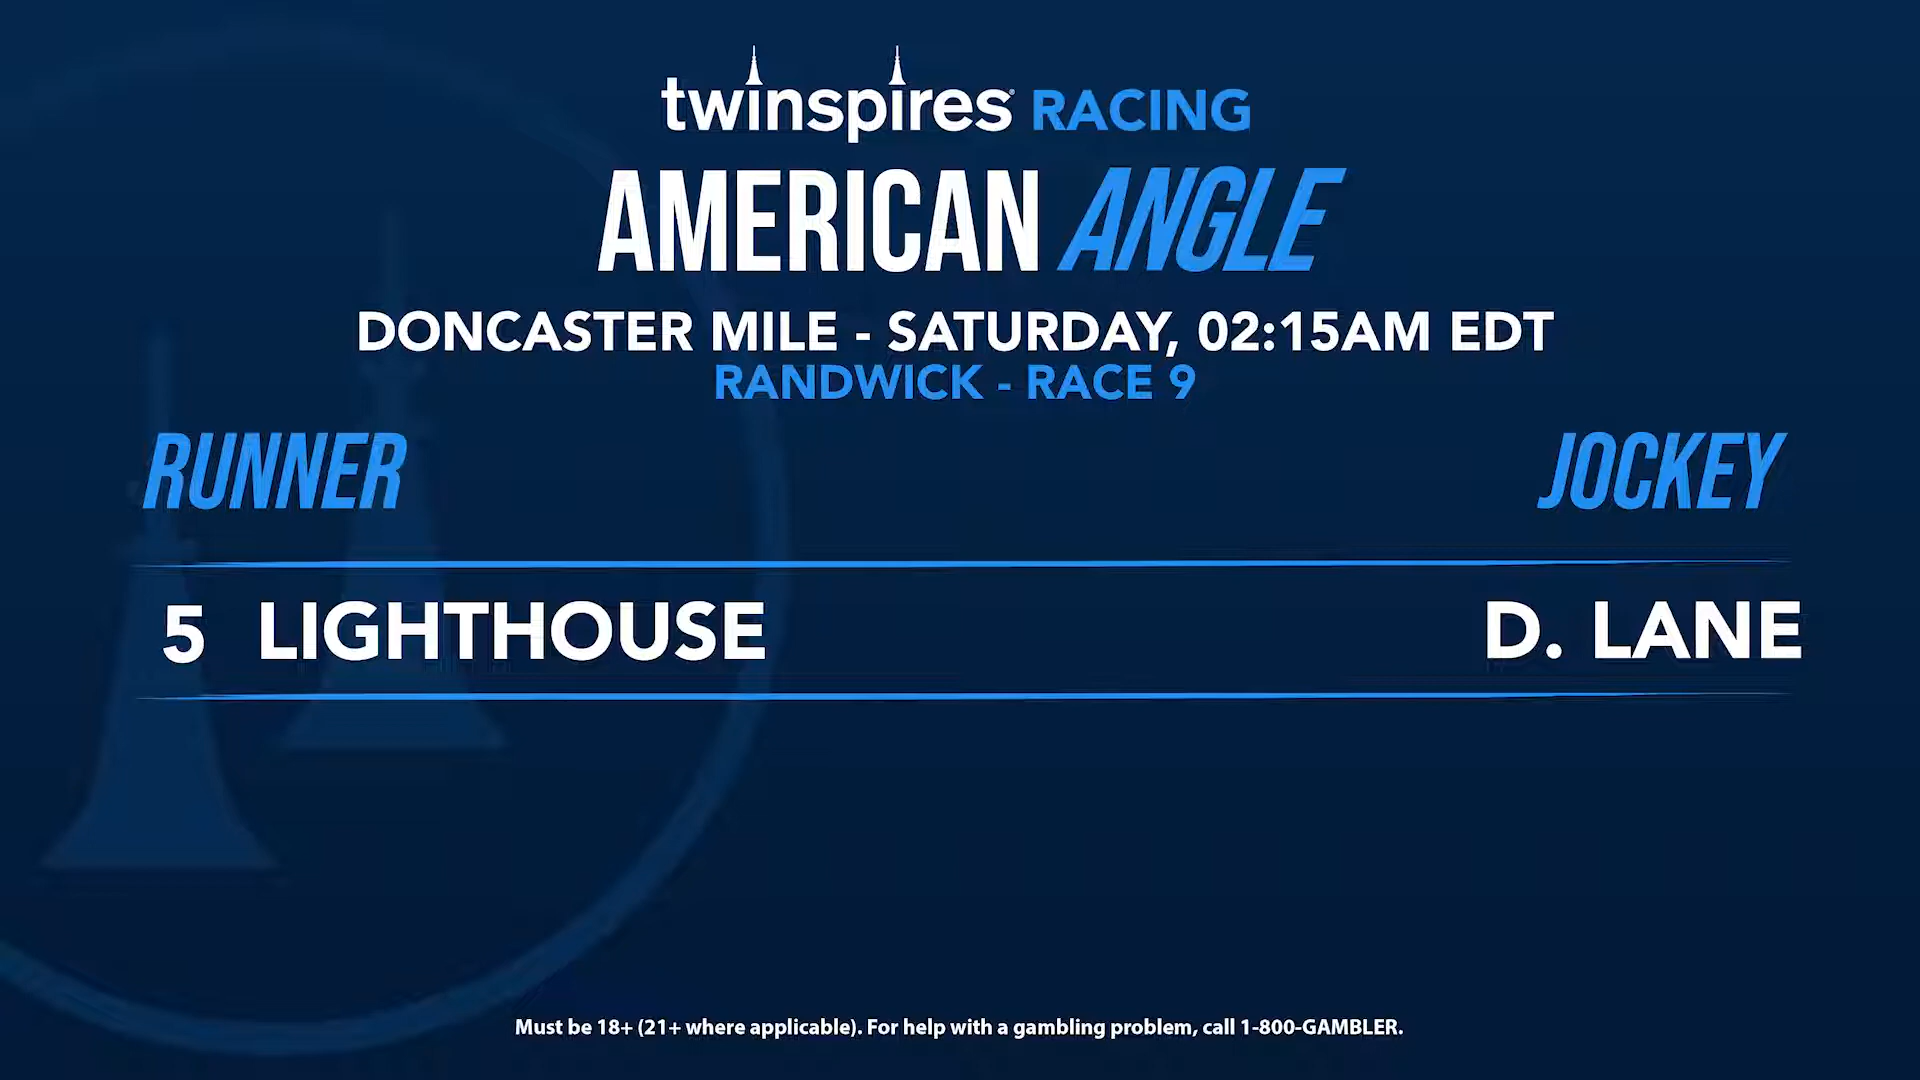 twinspires RACING
AMERICAN ANGLE
DONCASTER MILE - SATURDAY, 02:15AM EDT
RANDWICK - RACE 9
RUNNER JOCKEY
5 LIGHTHOUSE D. LANE
Must be 18+ (21+ where applicable). For help with a gambling problem, call 1-800-GAMBLER.